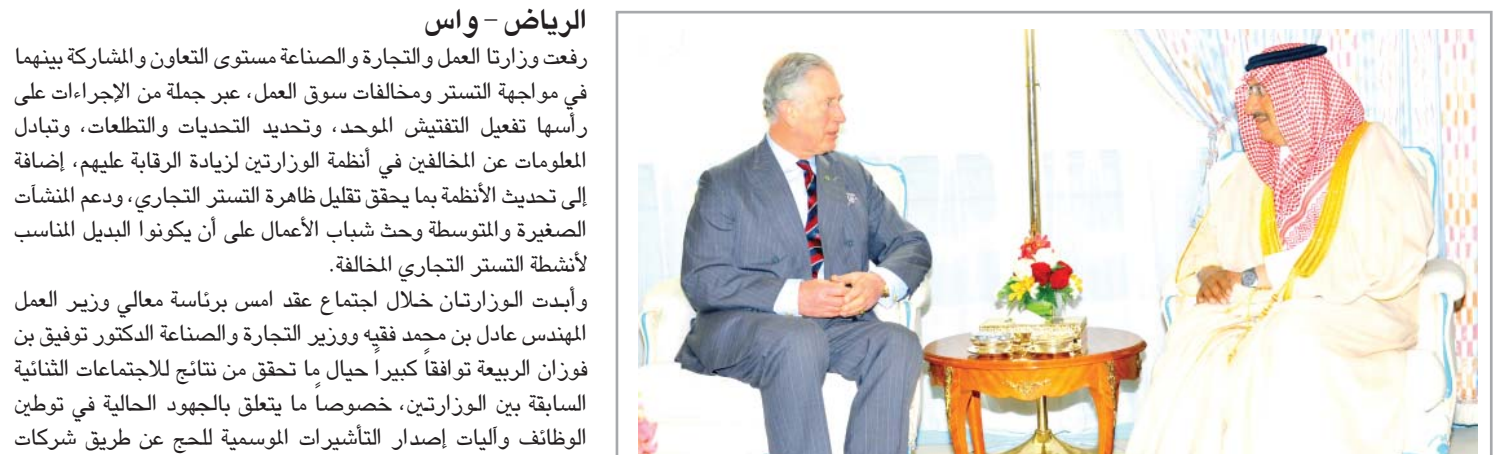 الرياض - واس
رفعت وزارتا العمل والتجارة والصناعة مستوى التعاون والمشاركة بينهما
في مواجهة التستر ومخالفات سوق العمل، عبر جملة من الإجراءات على
رأسها تفعيل التفتيش الموحد، وتحديد التحديات والتطلعات، وتبادل
المعلومات عن المخالفين في أنظمة الوزارتين لزيادة الرقابة عليهم، إضافة
إلى تحديث الأنظمة بما يحقق تقليل ظاهرة التستر التجاري، ودعم المنشآت
الصغيرة والمتوسطة وحث شباب الأعمال على أن يكونوا البديل المناسب
لأنشطة التستر التجاري المخالفة.
وأبدت الوزارتان خلال اجتماع عقد امس برئاسة معالي وزير العمل
المهندس عادل بن محمد فقيه ووزير التجارة والصناعة الدكتور توفيق بن
فوزان الربيعة توافقاً كبيراً حيال ما تحقق من نتائج للاجتماعات الثنائية
السابقة بين الوزارتين، خصوصاً ما يتعلق بالجهود الحالية في توطين
الوظائف وآليات إصدار التأشيرات الموسمية للحج عن طريق شركات